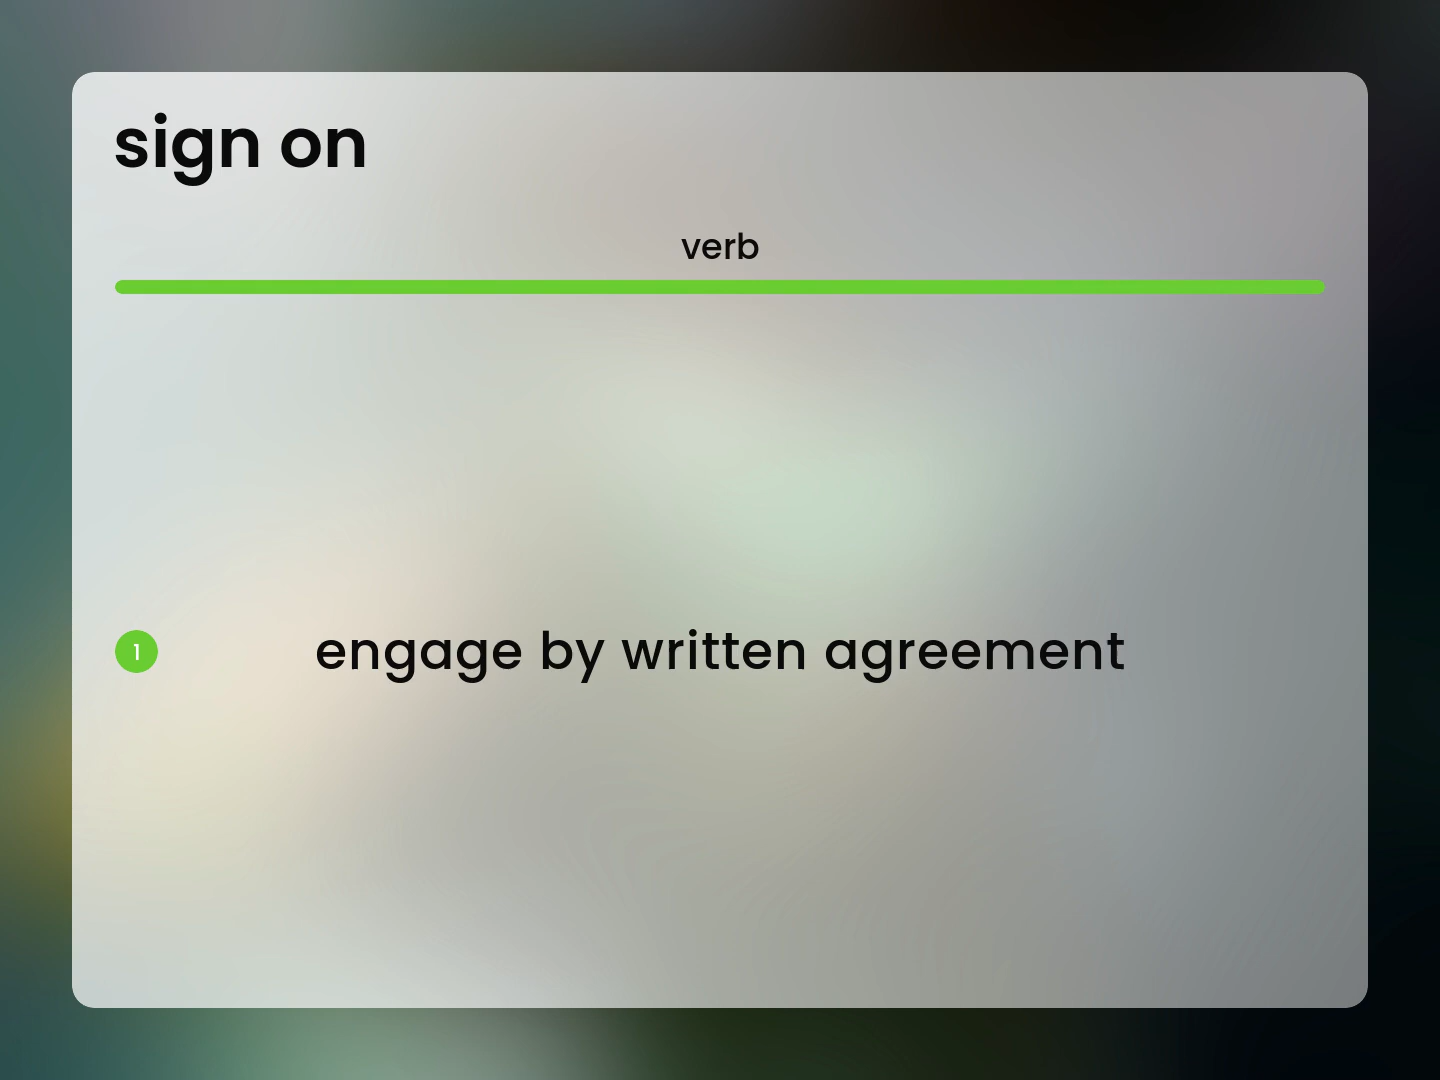 sign on
verb
1
engage by written agreement